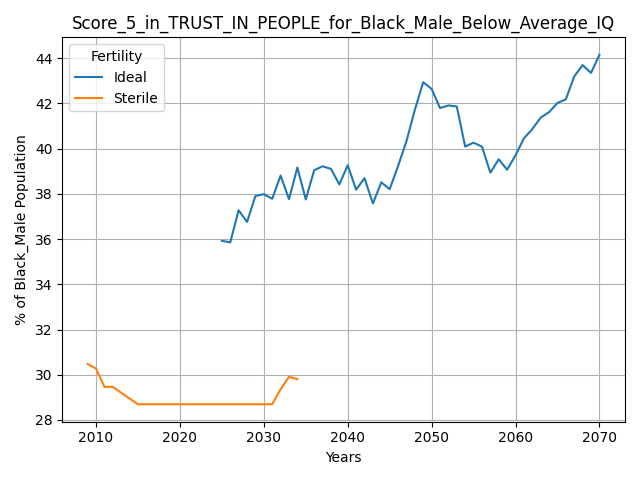 Score_5_in_TRUST_IN_PEOPLE_for_Black_Male_Below_Average_IQ
Fertility
Ideal
Sterile
44
42
40
38
36
34
32
30
28
% of Black_Male Population
2010 2020 2030 2040 2050 2060 2070
Years